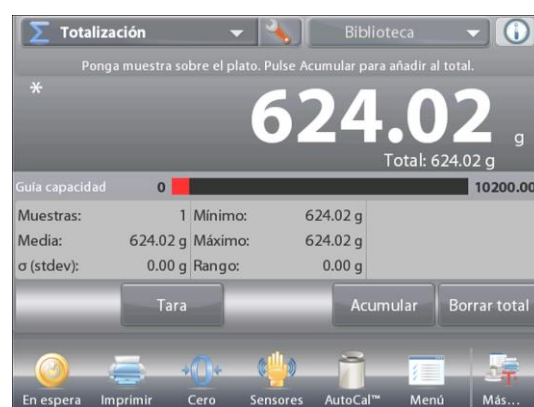 Σ Totalización Biblioteca
Ponga muestra sobre el plato. Pulse Acumular para añadir al total.
* 624.02 g
Total: 624.02 g
Guía capacidad 0 10200.00
Muestras: 1 Mínimo: 624.02 g
Media: 624.02 g Máximo: 624.02 g
σ (stdev): 0.00 g Rango: 0.00 g
Tara Acumular Borrar total
En espera Imprimir Cero Sensores AutoCal™ Menú Más...